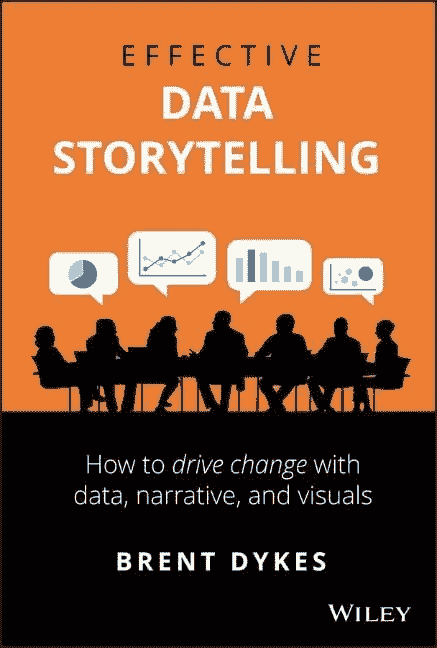 EFFECTIVE
DATA
STORYTELLING
How to drive change with
data, narrative, and visuals
BRENT DYKES
WILEY